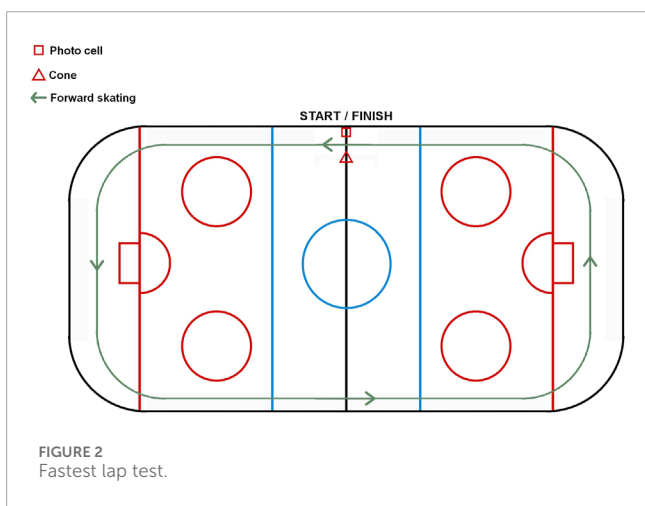 Photo cell
Cone
Forward skating
START / FINISH
FIGURE 2
Fastest lap test.